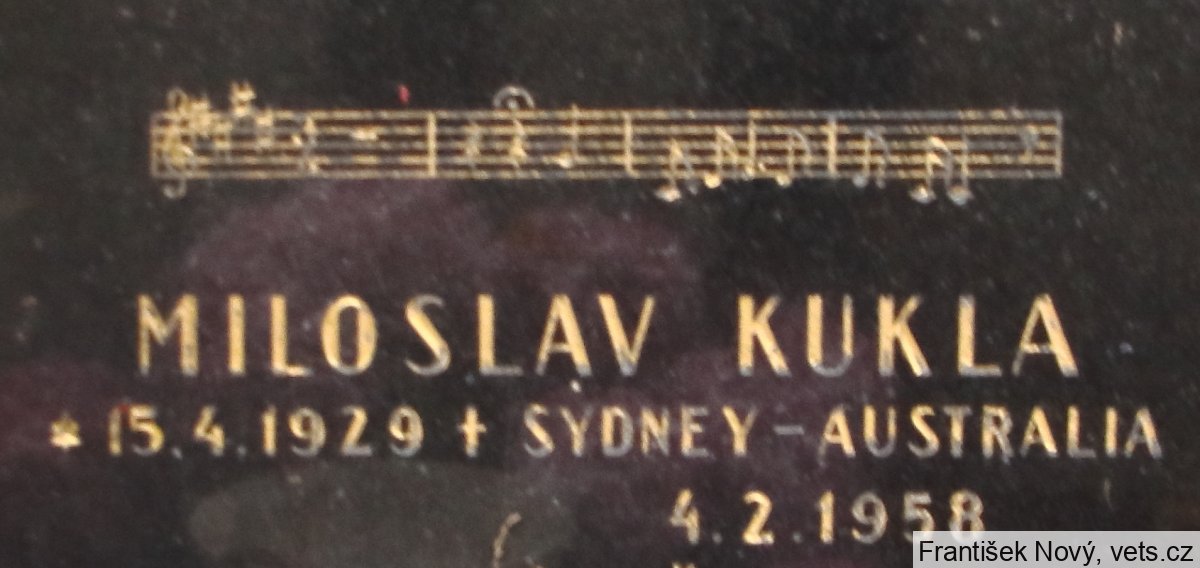 MILOSLAV KUKLA
* 15.4.1929 † SYDNEY - AUSTRALIA
4.2.1958
František Nový, vets.cz